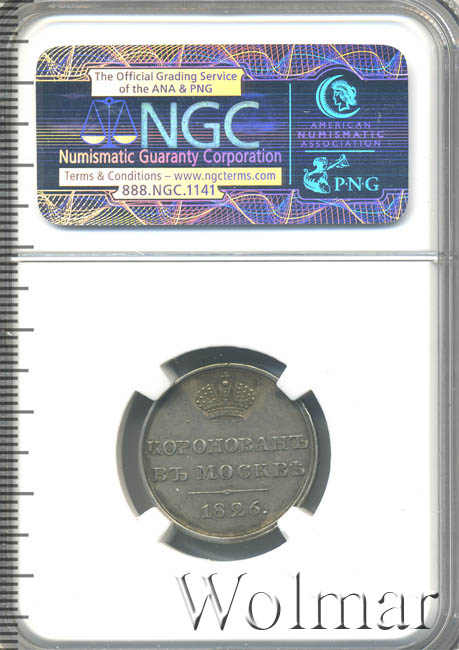 The Official Grading Service
of the ANA & PNG
NGC
Numismatic Guaranty Corporation
Terms & Conditions – www.ngcterms.com
888.NGC.1141
AMERICAN
NUMISMATIC
ASSOCIATION
P·N·G
КОРОНОВАНЪ
ВЪ МОСКВѢ
1826.
Wolmar